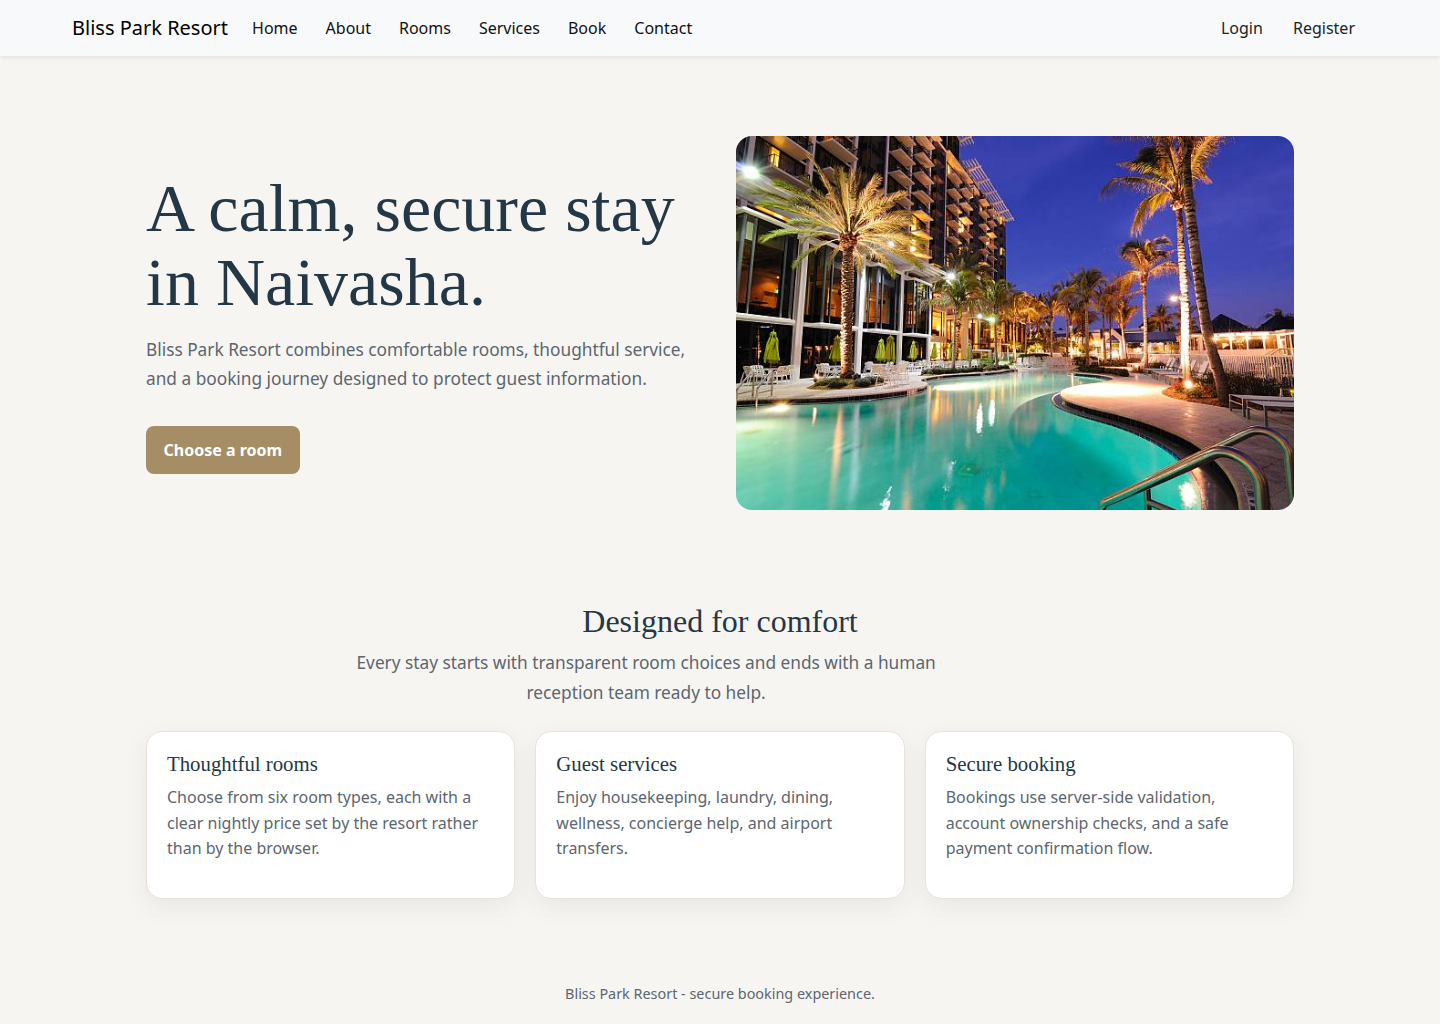 Bliss Park Resort Home About Rooms Services Book Contact Login Register
A calm, secure stay
in Naivasha.
Bliss Park Resort combines comfortable rooms, thoughtful service,
and a booking journey designed to protect guest information.
Choose a room
Designed for comfort
Every stay starts with transparent room choices and ends with a human
reception team ready to help.
Thoughtful rooms
Choose from six room types, each with a
clear nightly price set by the resort rather
than by the browser.
Guest services
Enjoy housekeeping, laundry, dining,
wellness, concierge help, and airport
transfers.
Secure booking
Bookings use server-side validation,
account ownership checks, and a safe
payment confirmation flow.
Bliss Park Resort - secure booking experience.